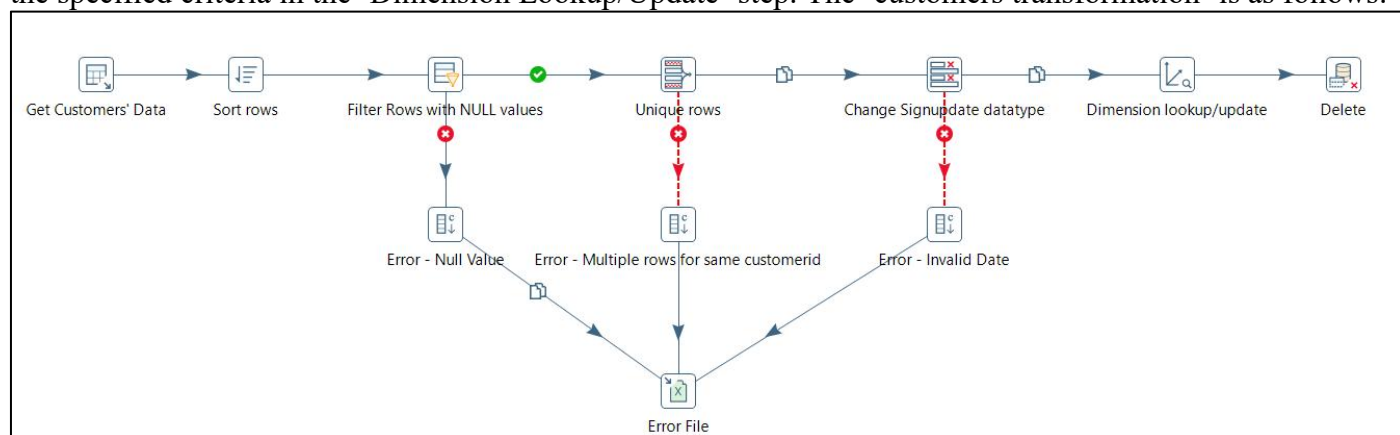 the specified criteria in the 'Dimension Lookup/Update' step. The 'customers transformation' is as follows:
Get Customers' Data Sort rows Filter Rows with NULL values Unique rows Change Signupdate datatype Dimension lookup/update Delete
Error - Null Value Error - Multiple rows for same customerid Error - Invalid Date
Error File